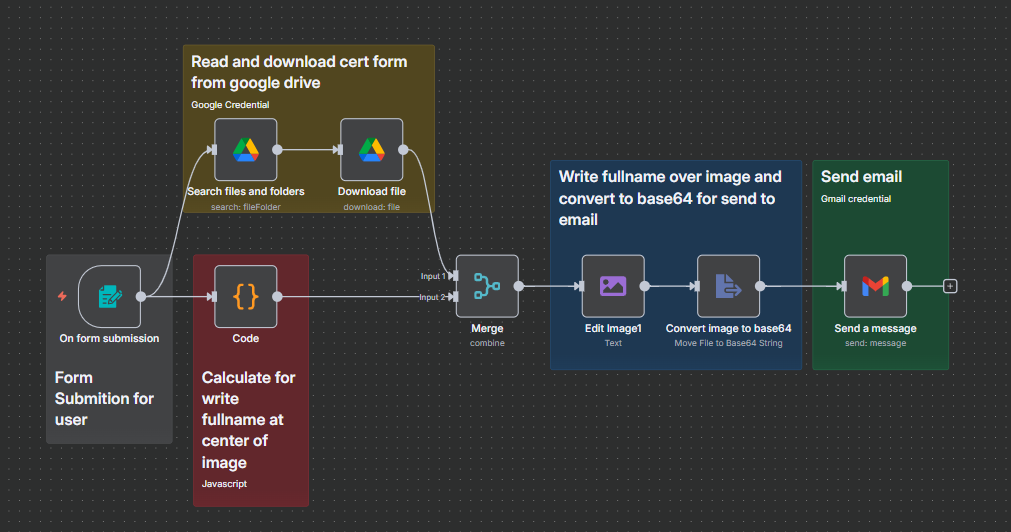 Read and download cert form
from google drive
Google Credential
Search files and folders
search: fileFolder
Download file
download: file
On form submission
Form
Submition for
user
{}
Code
Calculate for
write
fullname at
center of
image
Javascript
Input 1
Input 2
Merge
combine
Write fullname over image and
convert to base64 for send to
email
Edit Image1
Text
Convert image to base64
Move File to Base64 String
Send email
Gmail credential
Send a message
send: message
+